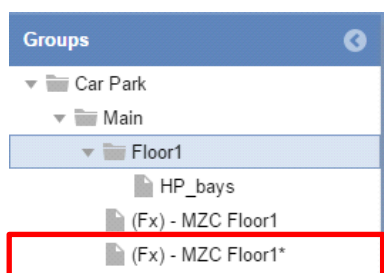 Groups
Car Park
Main
Floor1
HP_bays
(Fx) - MZC Floor1
(Fx) - MZC Floor1*